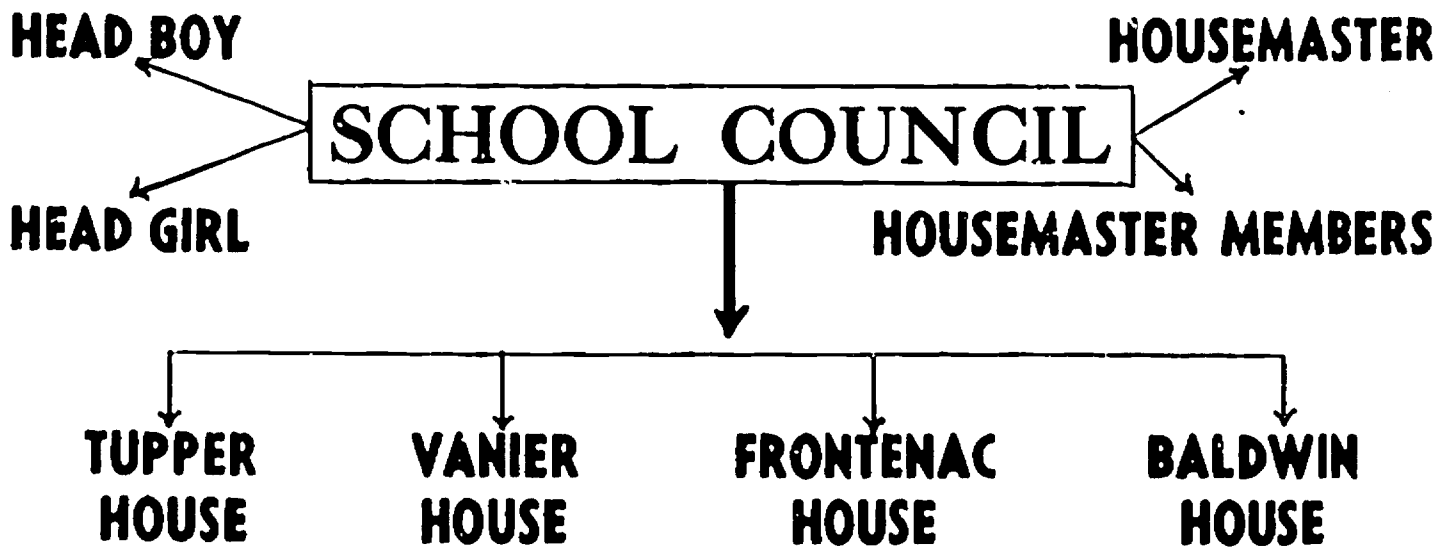 HEAD BOY
HOUSEMASTER
SCHOOL COUNCIL
HEAD GIRL
HOUSEMASTER MEMBERS
TUPPER
HOUSE
VANIER
HOUSE
FRONTENAC
HOUSE
BALDWIN
HOUSE